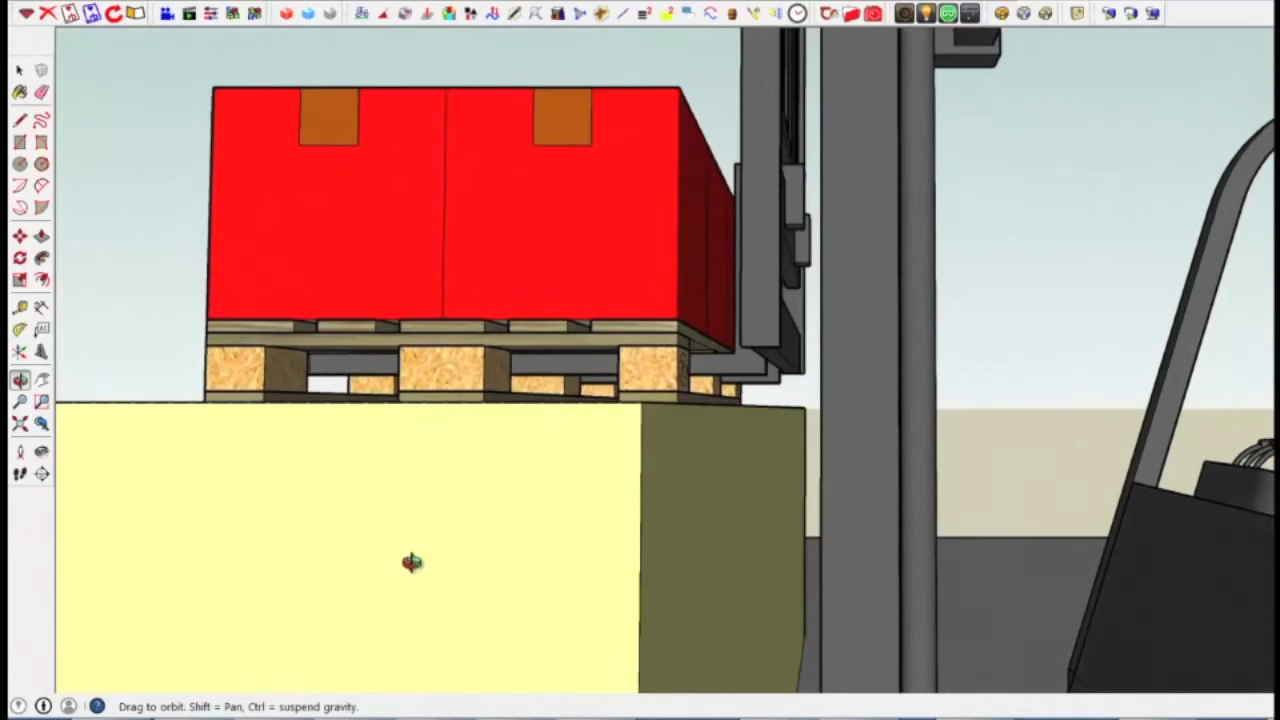 Drag to orbit. Shift = Pan, Ctrl = suspend gravity.